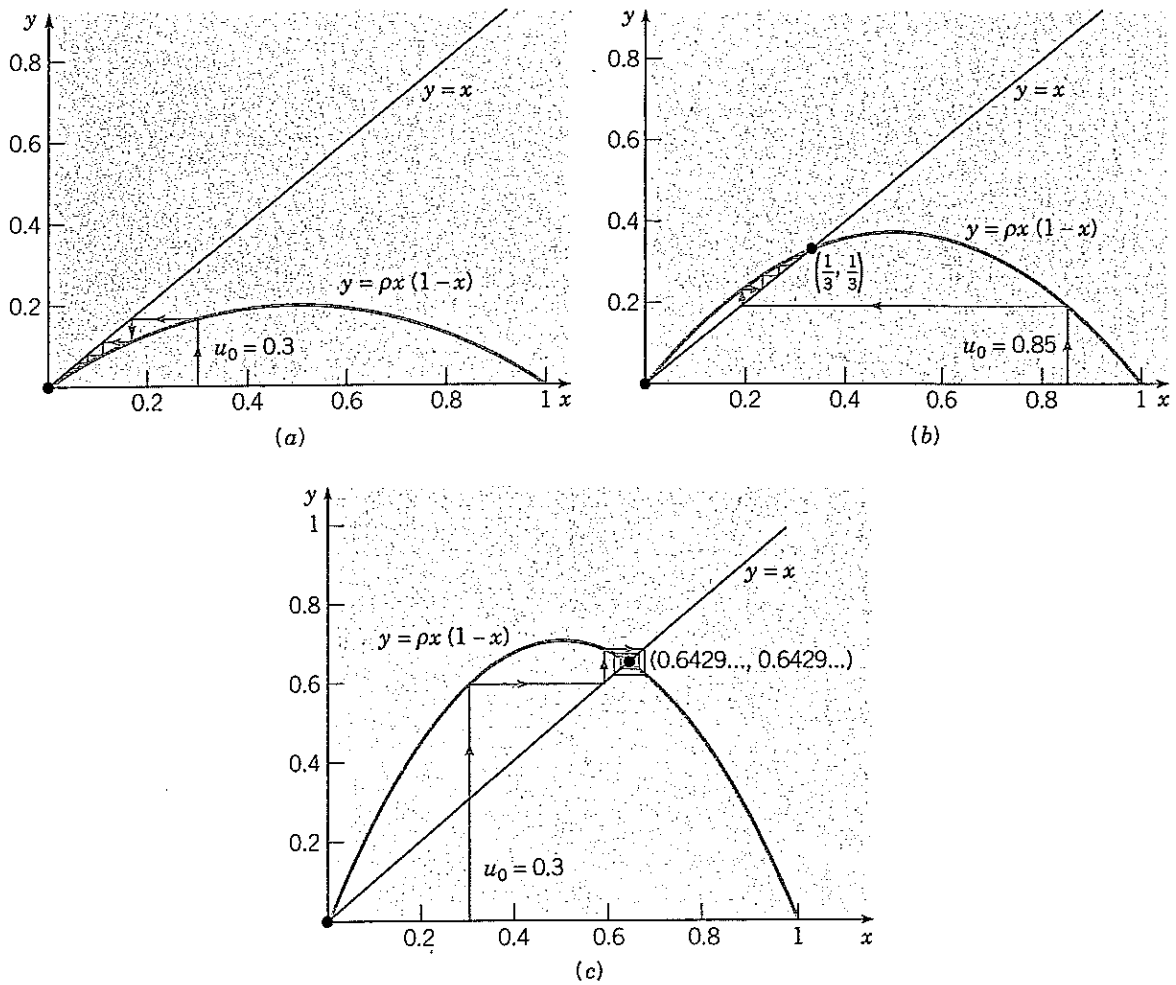 y
0.8
0.6
0.4
0.2
y = x
y = ρx (1 – x)
u₀ = 0.3
0.2 0.4 0.6 0.8 1 x
(a)
y
0.8
0.6
0.4
0.2
y = x
y = ρx (1 – x)
(1/3, 1/3)
u₀ = 0.85
0.2 0.4 0.6 0.8 1 x
(b)
y
1
0.8
0.6
0.4
0.2
y = x
y = ρx (1 – x)
(0.6429..., 0.6429...)
u₀ = 0.3
0.2 0.4 0.6 0.8 1 x
(c)